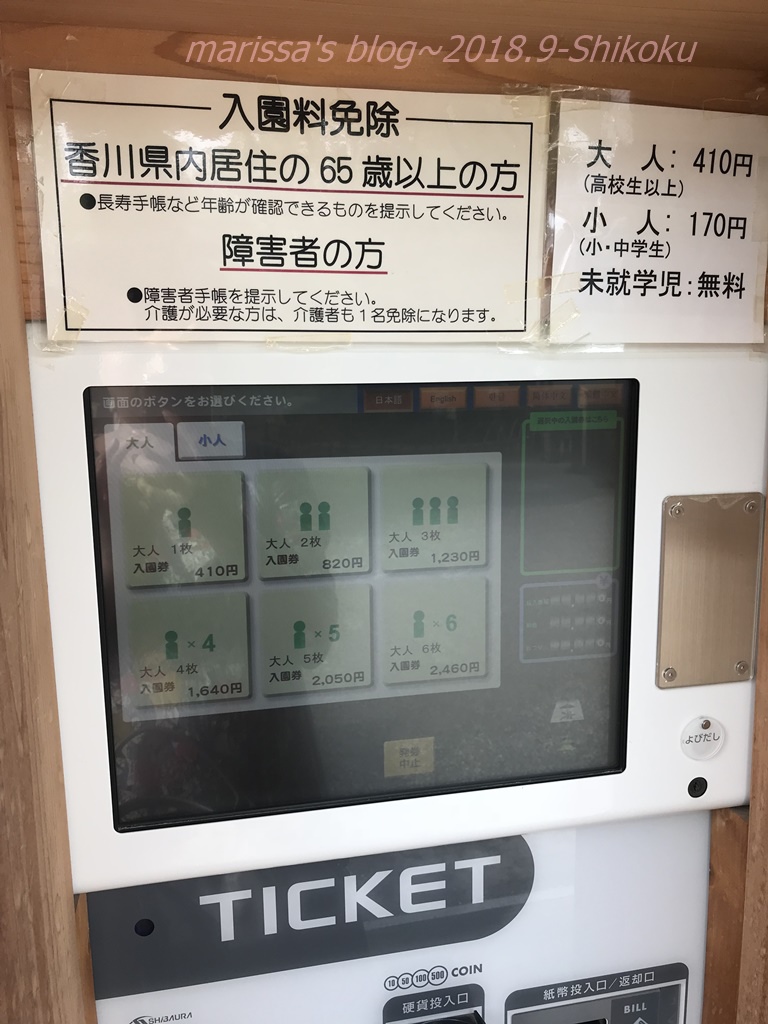 marissa's blog~2018.9-Shikoku
入園料免除
香川県内居住の65歳以上の方
●長寿手帳など年齢が確認できるものを提示してください。
障害者の方
●障害者手帳を提示してください。
介護が必要な方は、介護者も1名免除になります。
大　人：410円
(高校生以上)
小　人：170円
(小・中学生)
未就学児：無料
画面のボタンをお選びください。
日本語
English
大人
小人
大人 1枚
入園券 410円
大人 2枚
入園券 820円
大人 3枚
入園券 1,230円
×4
大人 4枚
入園券 1,640円
×5
大人 5枚
入園券 2,050円
×6
大人 6枚
入園券 2,460円
発券
中止
よびだし
TICKET
10 50 100 500 COIN
硬貨投入口
紙幣投入口/返却口
BILL
SHIBAURA